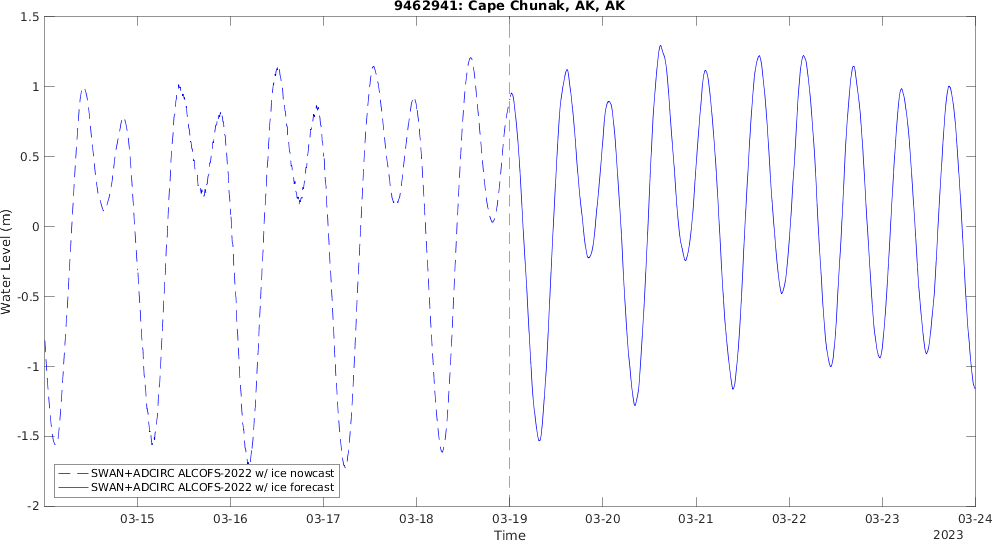 9462941: Cape Chunak, AK, AK
1.5
1
0.5
0
-0.5
-1
-1.5
-2
Water Level (m)
SWAN+ADCIRC ALCOFS-2022 w/ ice nowcast
SWAN+ADCIRC ALCOFS-2022 w/ ice forecast
03-15 03-16 03-17 03-18 03-19 03-20 03-21 03-22 03-23 03-24
Time
2023